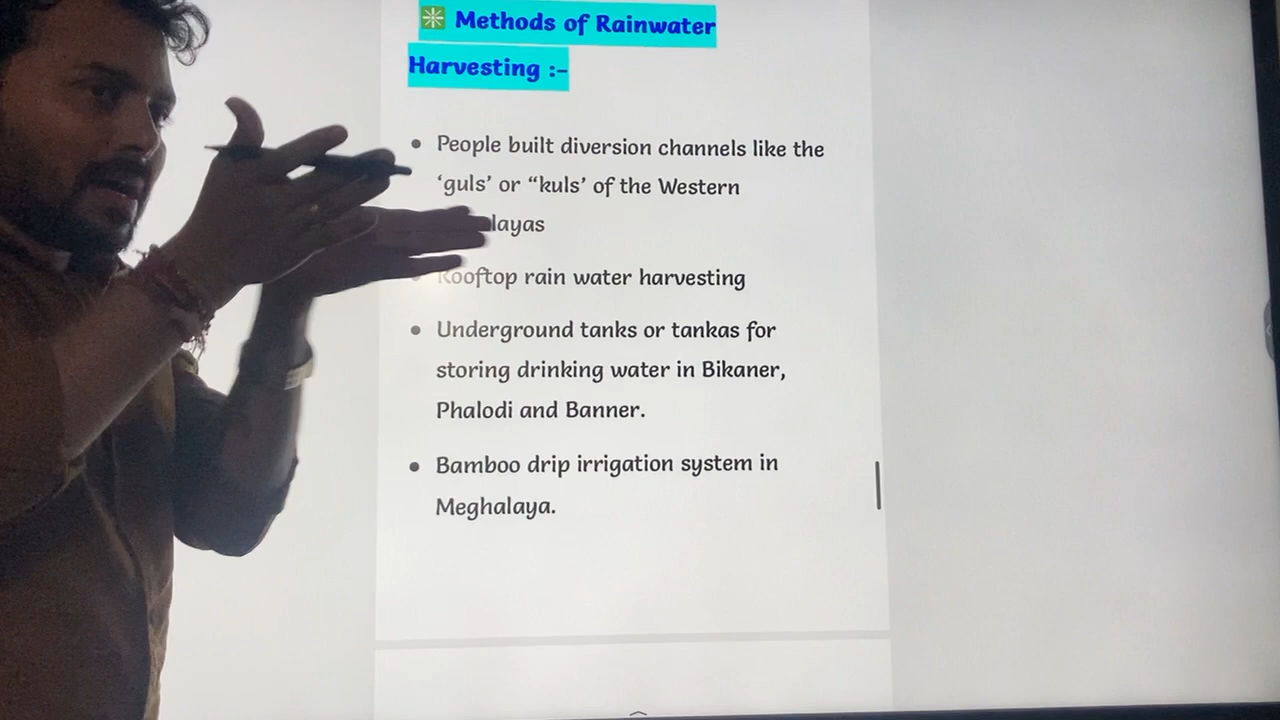 Methods of Rainwater
Harvesting :-
• People built diversion channels like the
‘guls’ or “kuls’ of the Western
layas
Rooftop rain water harvesting
• Underground tanks or tankas for
storing drinking water in Bikaner,
Phalodi and Banner.
• Bamboo drip irrigation system in
Meghalaya.